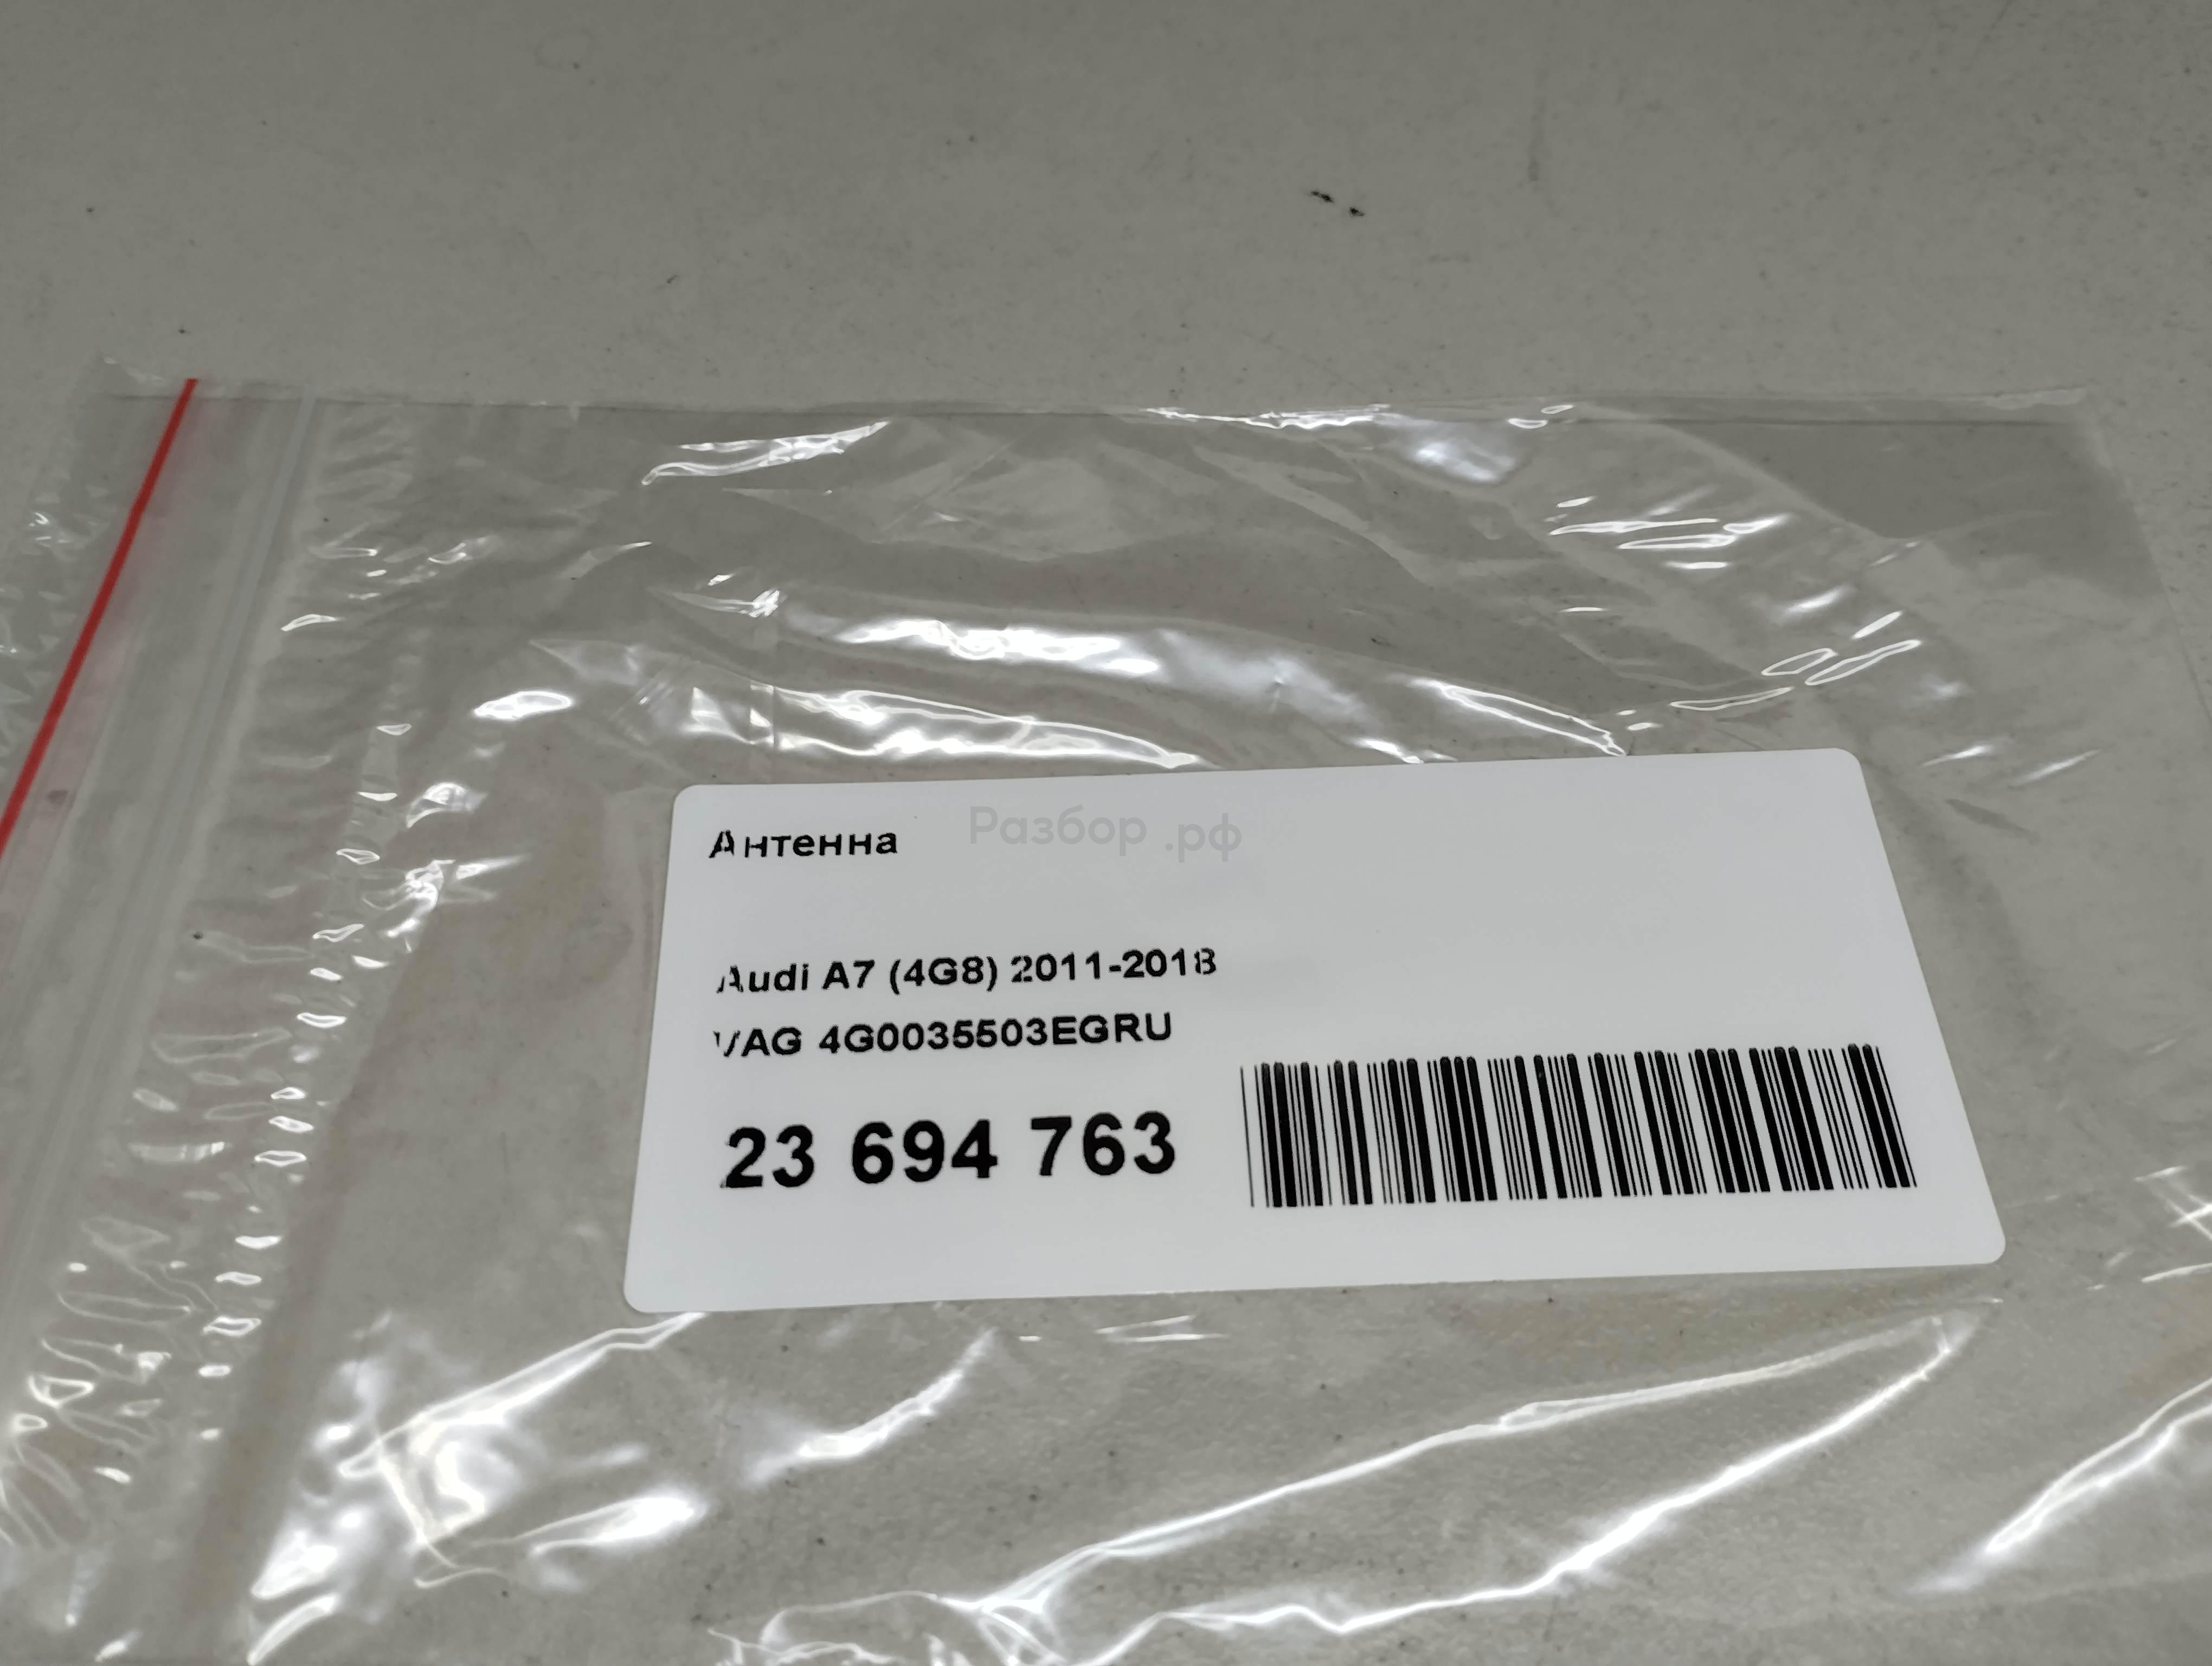 Антенна
Разбор.рф
Audi A7 (4G8) 2011-2018
VAG 4G0035503EGRU
23 694 763